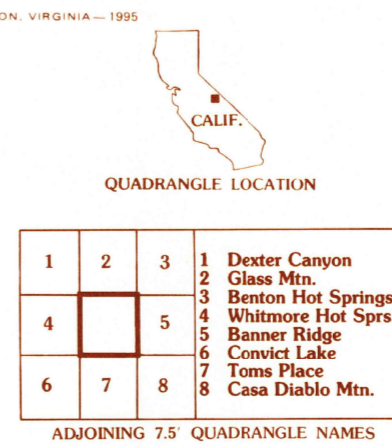 ON, VIRGINIA — 1995
CALIF.
QUADRANGLE LOCATION
1 2 3
4 5
6 7 8
1 Dexter Canyon
2 Glass Mtn.
3 Benton Hot Springs
4 Whitmore Hot Sprs
5 Banner Ridge
6 Convict Lake
7 Toms Place
8 Casa Diablo Mtn.
ADJOINING 7.5' QUADRANGLE NAMES